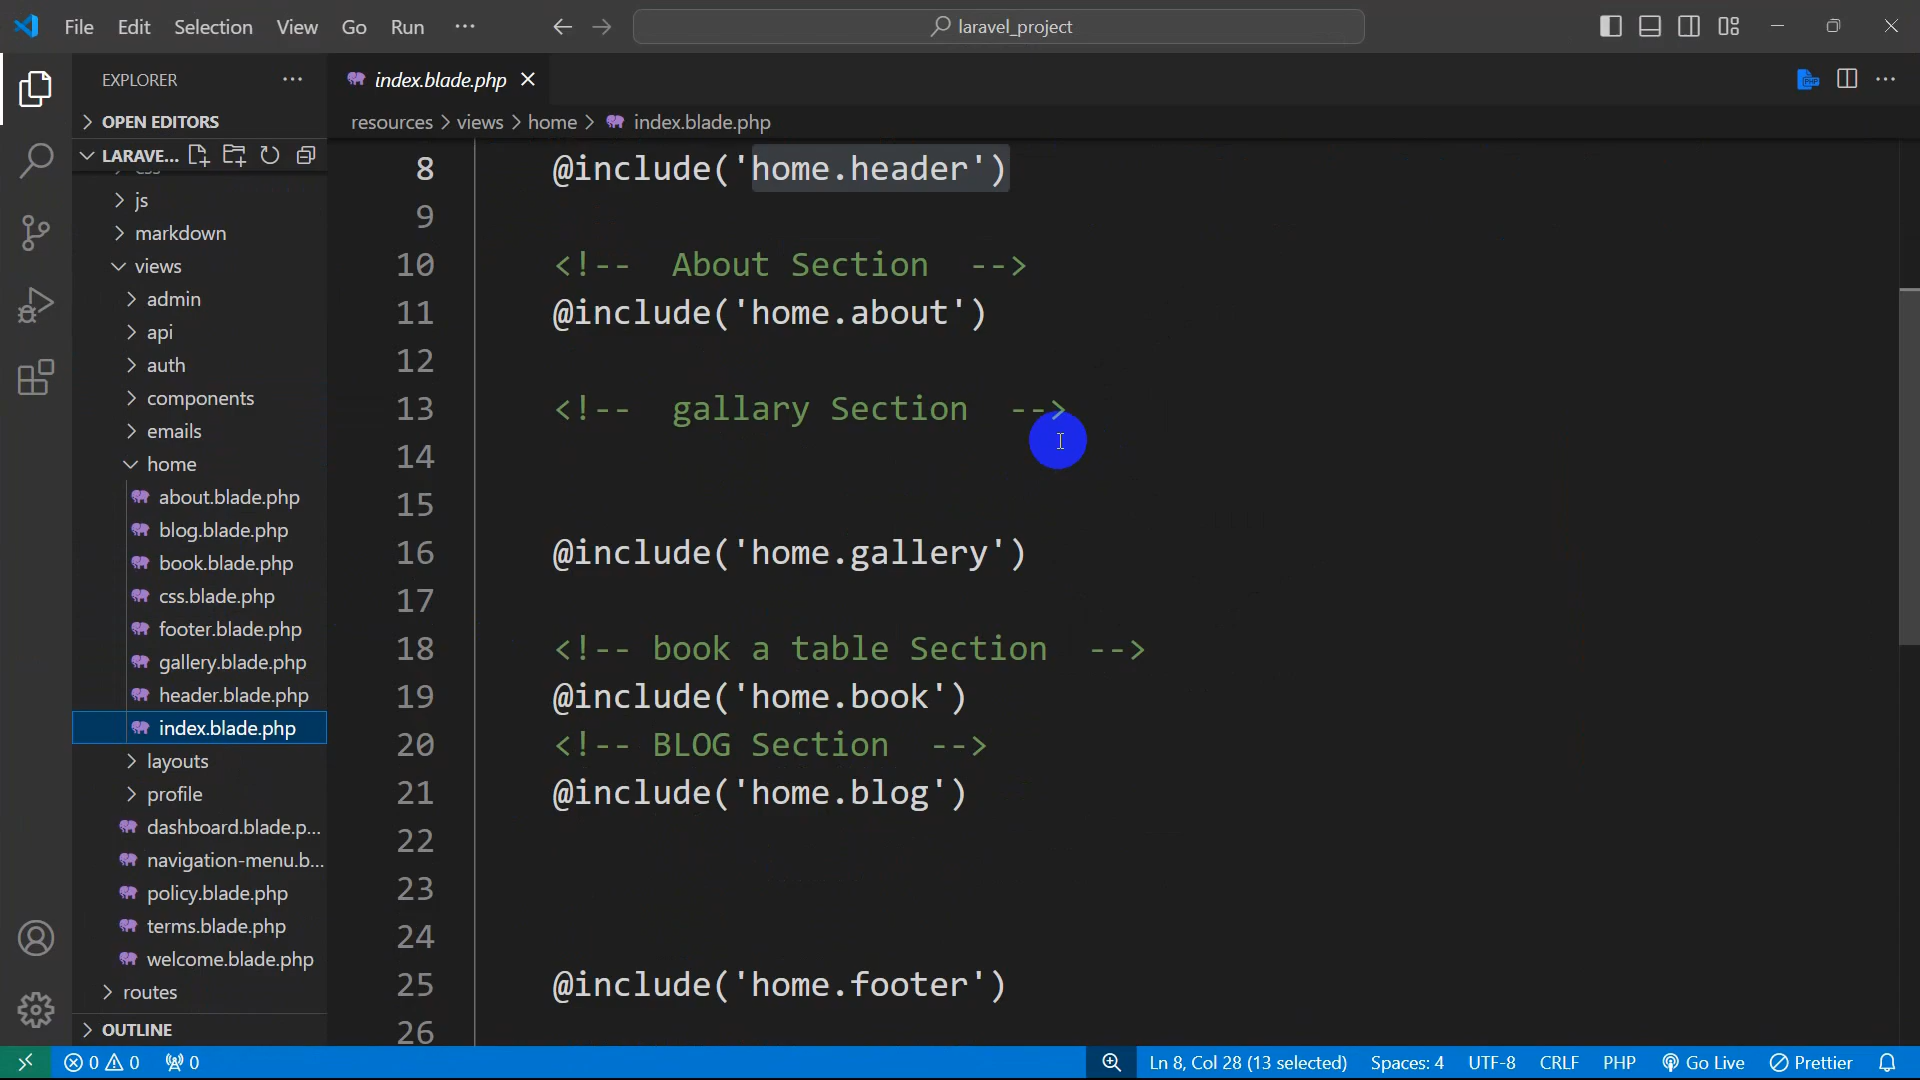 File Edit Selection View Go Run ··· laravel_project
EXPLORER ···
index.blade.php
OPEN EDITORS
resources > views > home > index.blade.php
LARAVE...
css
js
markdown
views
admin
api
auth
components
emails
home
about.blade.php
blog.blade.php
book.blade.php
css.blade.php
footer.blade.php
gallery.blade.php
header.blade.php
index.blade.php
layouts
profile
dashboard.blade.p...
navigation-menu.b...
policy.blade.php
terms.blade.php
welcome.blade.php
routes
OUTLINE
8 @include('home.header')
9
10 <!--  About Section  -->
11 @include('home.about')
12
13 <!--  gallary Section  -->
14
15
16 @include('home.gallery')
17
18 <!-- book a table Section  -->
19 @include('home.book')
20 <!-- BLOG Section  -->
21 @include('home.blog')
22
23
24
25 @include('home.footer')
26
0 0 0 Ln 8, Col 28 (13 selected) Spaces: 4 UTF-8 CRLF PHP Go Live Prettier